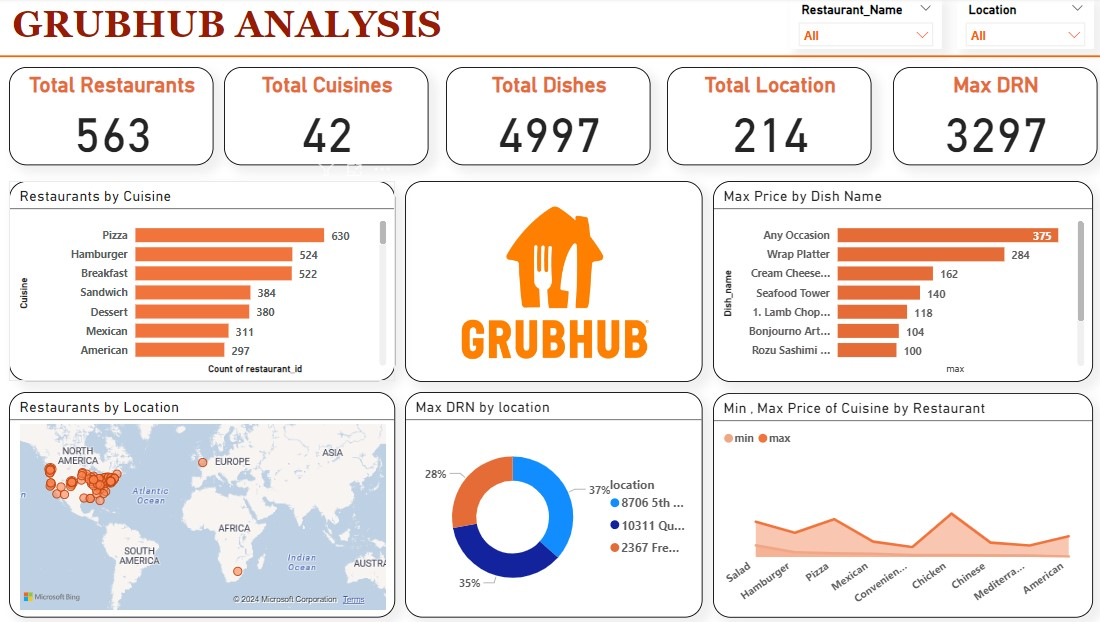 GRUBHUB ANALYSIS
Restaurant_Name
All
Location
All
Total Restaurants
563
Total Cuisines
42
Total Dishes
4997
Total Location
214
Max DRN
3297
Restaurants by Cuisine
Cuisine
Pizza 630
Hamburger 524
Breakfast 522
Sandwich 384
Dessert 380
Mexican 311
American 297
Count of restaurant_id
GRUBHUB
Max Price by Dish Name
Dish_name
Any Occasion 375
Wrap Platter 284
Cream Cheese... 162
Seafood Tower 140
1. Lamb Chop... 118
Bonjourno Art... 104
Rozu Sashimi ... 100
max
Restaurants by Location
NORTH
AMERICA
EUROPE
ASIA
Atlantic
Ocean
AFRICA
SOUTH
AMERICA
Indian
Ocean
AUSTRA
n
Microsoft Bing
© 2024 Microsoft Corporation Terms
Max DRN by location
28%
37%
35%
location
8706 5th ...
10311 Qu...
2367 Fre...
Min , Max Price of Cuisine by Restaurant
min max
Salad
Hamburger
Pizza
Mexican
Convenien...
Chicken
Chinese
Mediterra...
American